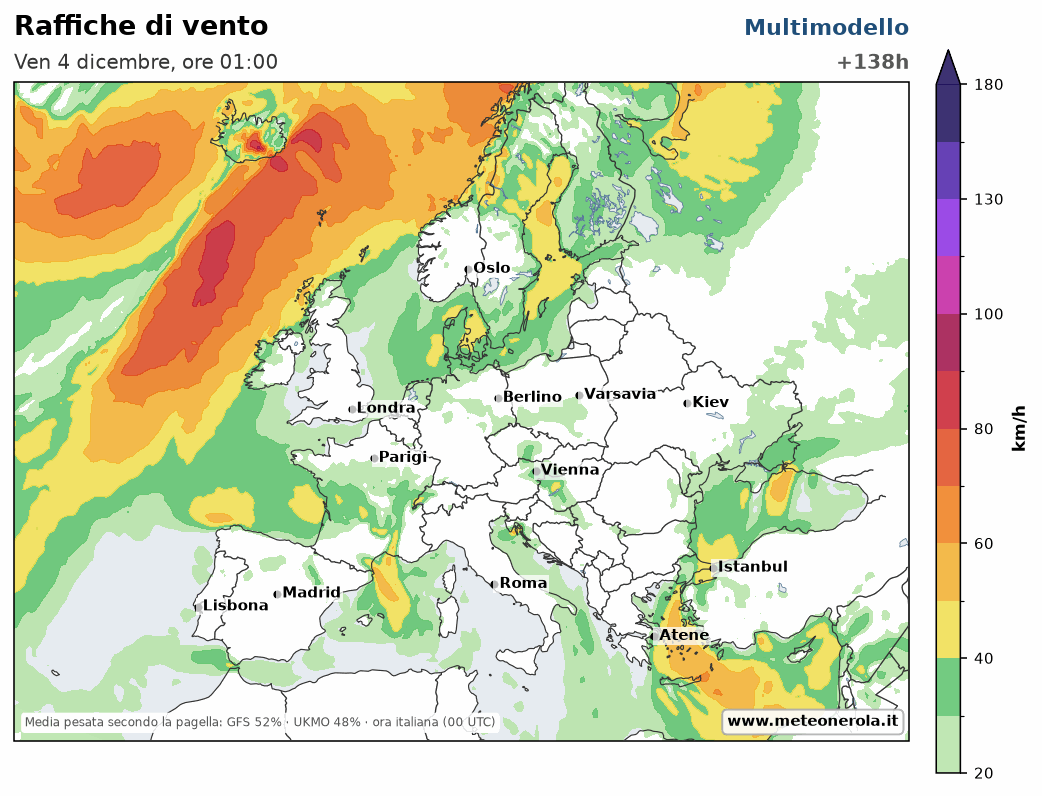 Raffiche di vento
Multimodello
Ven 4 dicembre, ore 01:00
+138h
180
130
100
80
60
40
20
km/h
Oslo
Berlino
Varsavia
Kiev
Londra
Parigi
Vienna
Istanbul
Roma
Madrid
Lisbona
Atene
Media pesata secondo la pagella: GFS 52% · UKMO 48% · ora italiana (00 UTC)
www.meteonerola.it